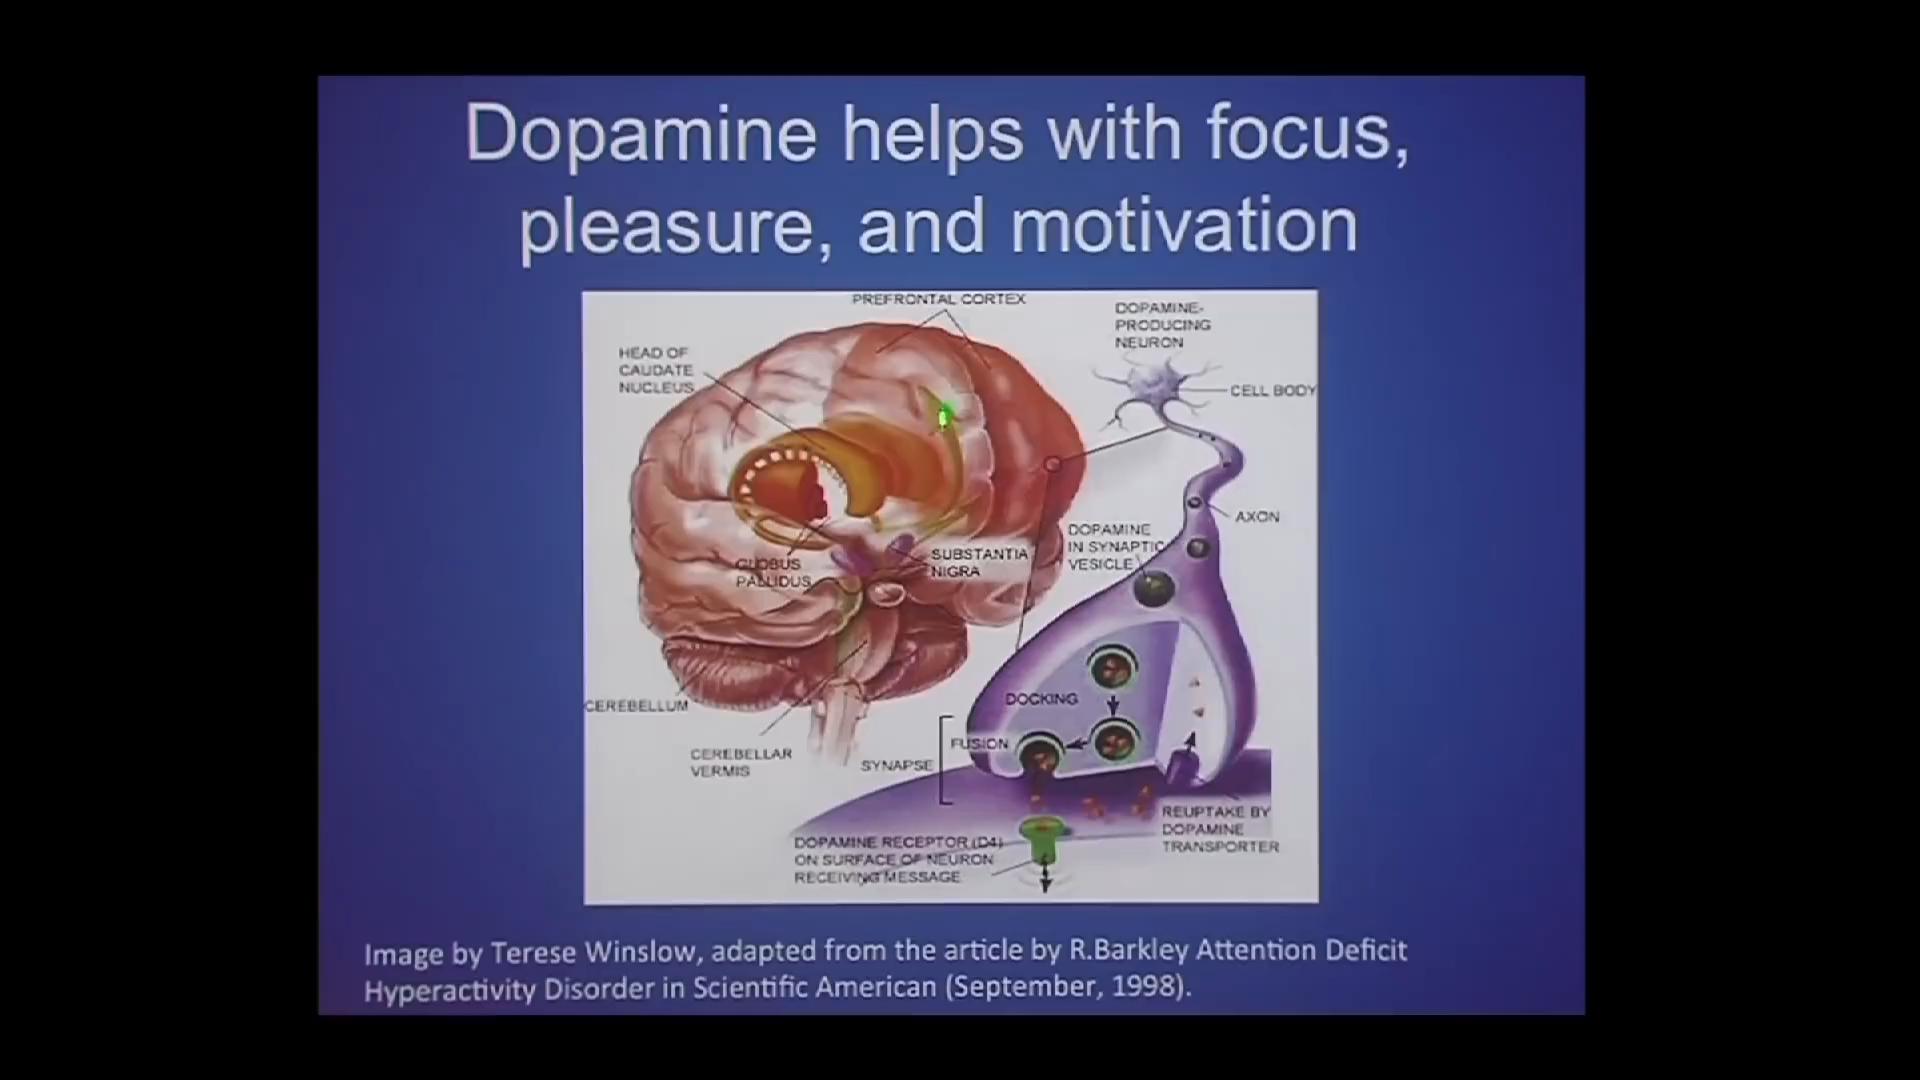 Dopamine helps with focus,
pleasure, and motivation
PREFRONTAL CORTEX
HEAD OF
CAUDATE
NUCLEUS
DOPAMINE-
PRODUCING
NEURON
CELL BODY
AXON
DOPAMINE
IN SYNAPTIC
VESICLE
GLOBUS
PALLIDUS
SUBSTANTIA
NIGRA
CEREBELLUM
CEREBELLAR
VERMIS
DOCKING
FUSION
SYNAPSE
REUPTAKE BY
DOPAMINE
TRANSPORTER
DOPAMINE RECEPTOR (D4)
ON SURFACE OF NEURON
RECEIVING MESSAGE
Image by Terese Winslow, adapted from the article by R.Barkley Attention Deficit
Hyperactivity Disorder in Scientific American (September, 1998).